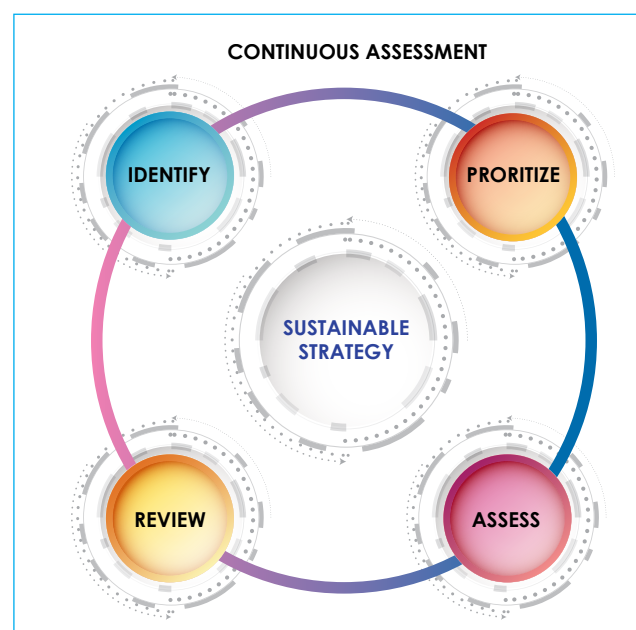 CONTINUOUS ASSESSMENT
IDENTIFY
PRORITIZE
SUSTAINABLE
STRATEGY
REVIEW
ASSESS